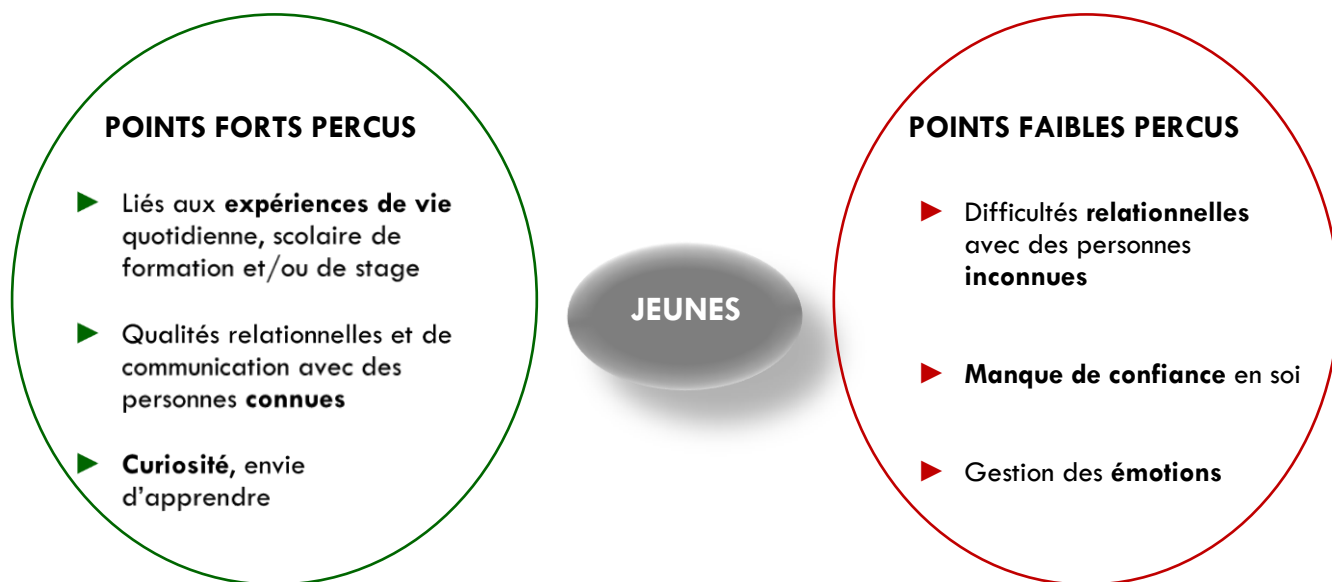 POINTS FORTS PERCUS
► Liés aux expériences de vie
quotidienne, scolaire de
formation et/ou de stage
► Qualités relationnelles et de
communication avec des
personnes connues
► Curiosité, envie
d'apprendre
JEUNES
POINTS FAIBLES PERCUS
► Difficultés relationnelles
avec des personnes
inconnues
► Manque de confiance en soi
► Gestion des émotions